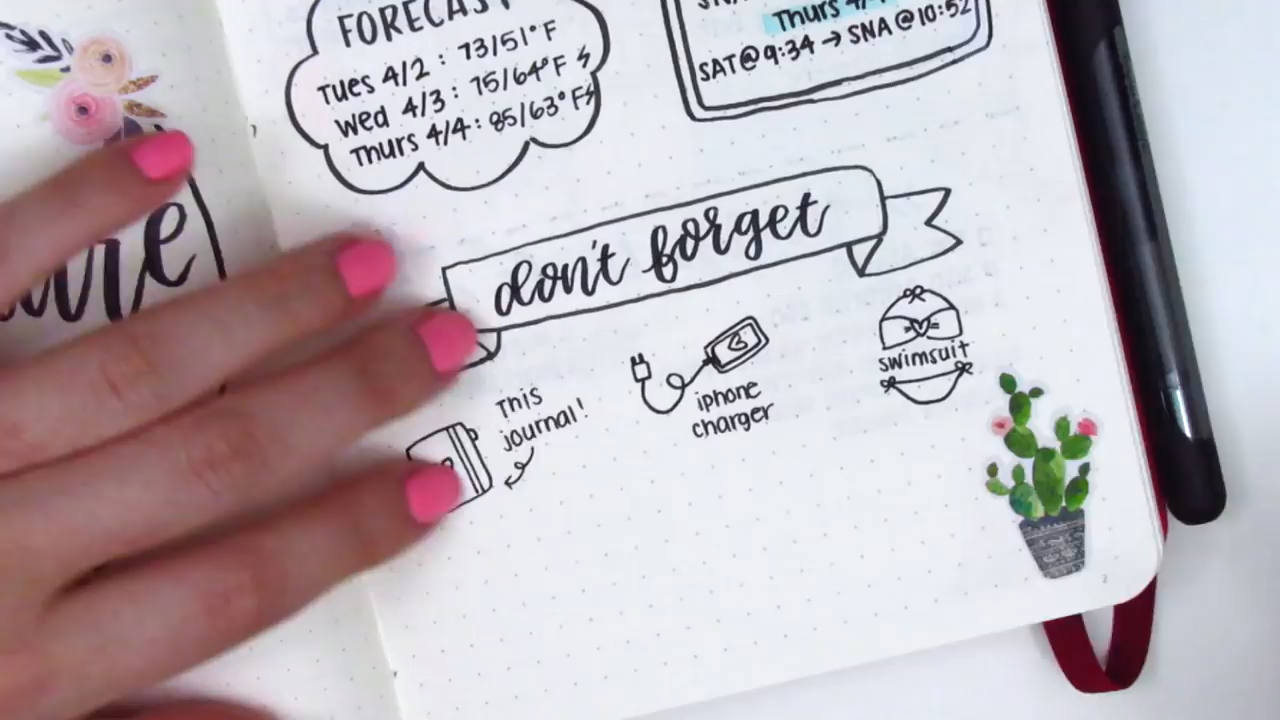 FORECAST
Tues 4/2 : 73/51°F
Wed 4/3 : 75/64°F
Thurs 4/4 : 85/63°F
Thurs
SAT@9:34 → SNA@10:52
don't forget
This
journal!
iphone
charger
swimsuit
2